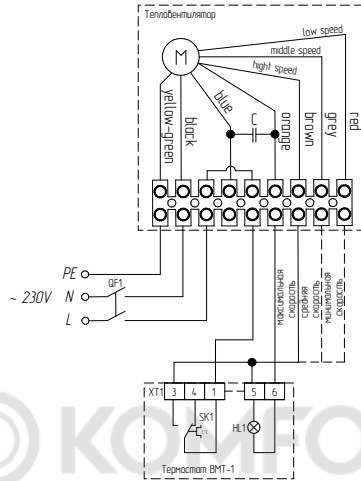 Тепловентилятор
low speed
middle speed
hight speed
M
yellow-green
black
blue
C
orange
brown
grey
red
PE
~ 230V
N
QF1
L
максимальная
скорость
средняя
скорость
минимальная
скорость
XT1
3
4
1
5
6
SK1
t°C
HL1
Термостат ВМТ-1
KOMFO